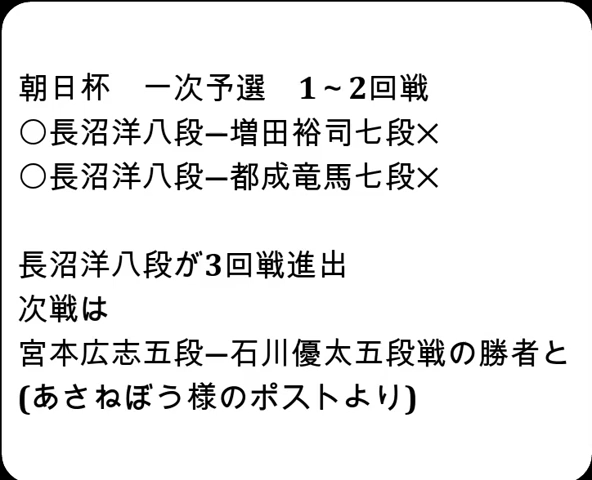 朝日杯　一次予選　1~2回戦
○長沼洋八段―増田裕司七段×
○長沼洋八段―都成竜馬七段×
長沼洋八段が3回戦進出
次戦は
宮本広志五段―石川優太五段戦の勝者と
(あさねぼう様のポストより)